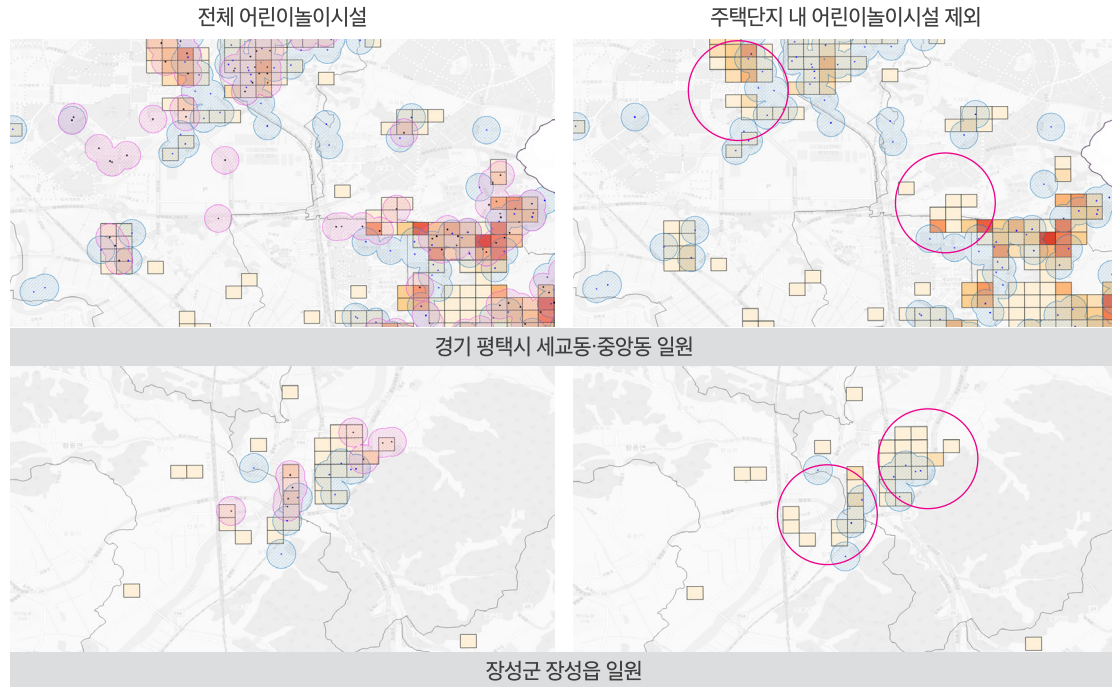 전체 어린이놀이시설
주택단지 내 어린이놀이시설 제외
경기 평택시 세교동·중앙동 일원
장성군 장성읍 일원